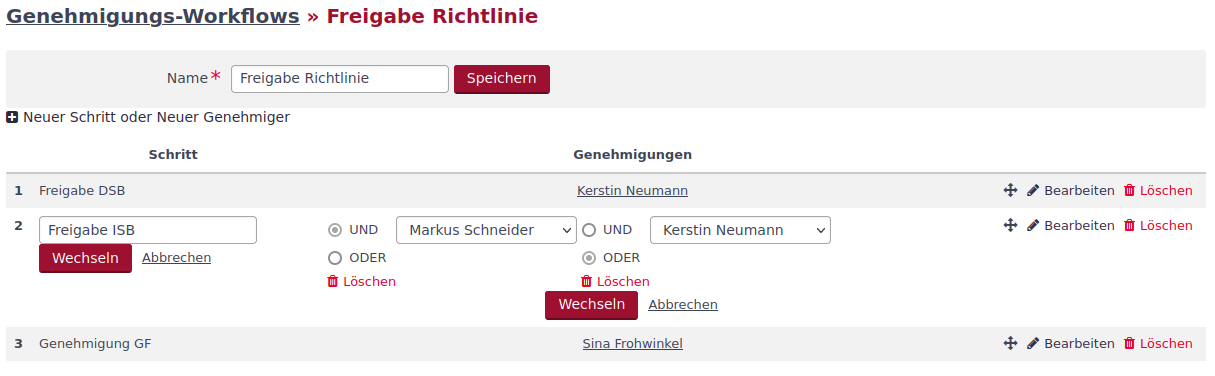 Genehmigungs-Workflows » Freigabe Richtlinie
Name* Freigabe Richtlinie Speichern
Neuer Schritt oder Neuer Genehmiger
Schritt Genehmigungen
1 Freigabe DSB Kerstin Neumann Bearbeiten Löschen
2 Freigabe ISB UND Markus Schneider UND Kerstin Neumann Bearbeiten Löschen
Wechseln Abbrechen ODER ODER
Löschen Löschen
Wechseln Abbrechen
3 Genehmigung GF Sina Frohwinkel Bearbeiten Löschen